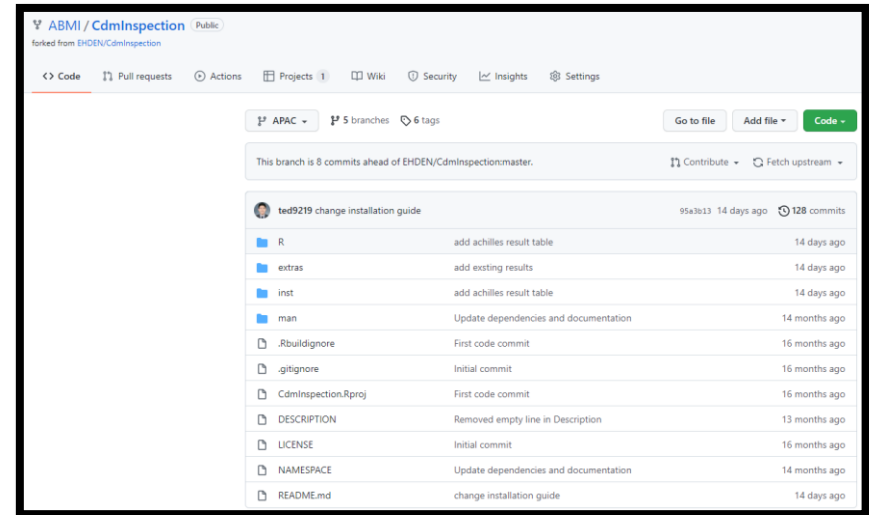 ABMI / CdmInspection Public
forked from EHDEN/CdmInspection
<> Code Pull requests Actions Projects 1 Wiki Security Insights Settings
APAC 5 branches 6 tags Go to file Add file Code
This branch is 8 commits ahead of EHDEN/CdmInspection:master. Contribute Fetch upstream
ted9219 change installation guide 95a3b13 14 days ago 128 commits
R add achilles result table 14 days ago
extras add exsting results 14 days ago
inst add achilles result table 14 days ago
man Update dependencies and documentation 14 months ago
.Rbuildignore First code commit 16 months ago
.gitignore Initial commit 16 months ago
CdmInspection.Rproj First code commit 16 months ago
DESCRIPTION Removed empty line in Description 13 months ago
LICENSE Initial commit 16 months ago
NAMESPACE Update dependencies and documentation 14 months ago
README.md change installation guide 14 days ago